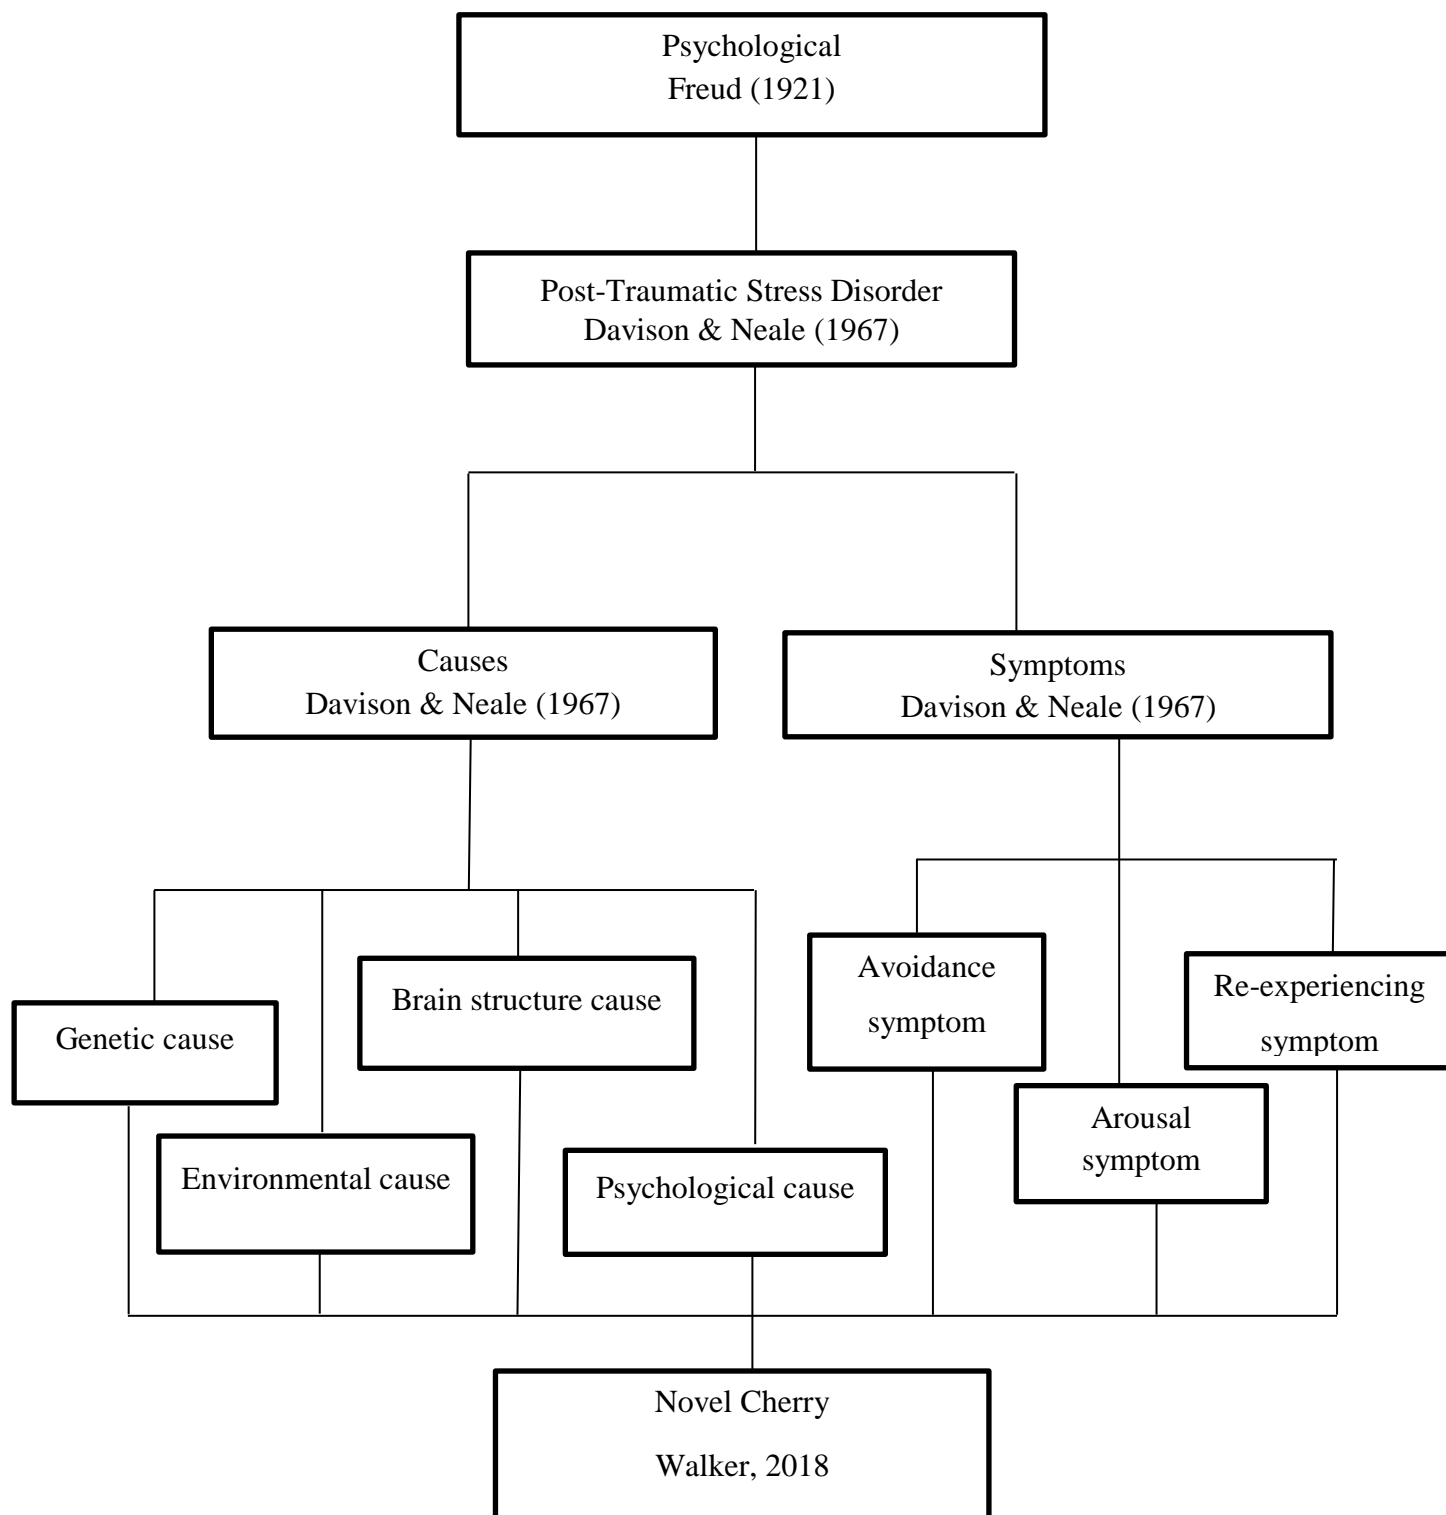 Psychological
Freud (1921)
Post-Traumatic Stress Disorder
Davison & Neale (1967)
Causes
Davison & Neale (1967)
Symptoms
Davison & Neale (1967)
Genetic cause
Environmental cause
Brain structure cause
Psychological cause
Avoidance
symptom
Arousal
symptom
Re-experiencing
symptom
Novel Cherry
Walker, 2018